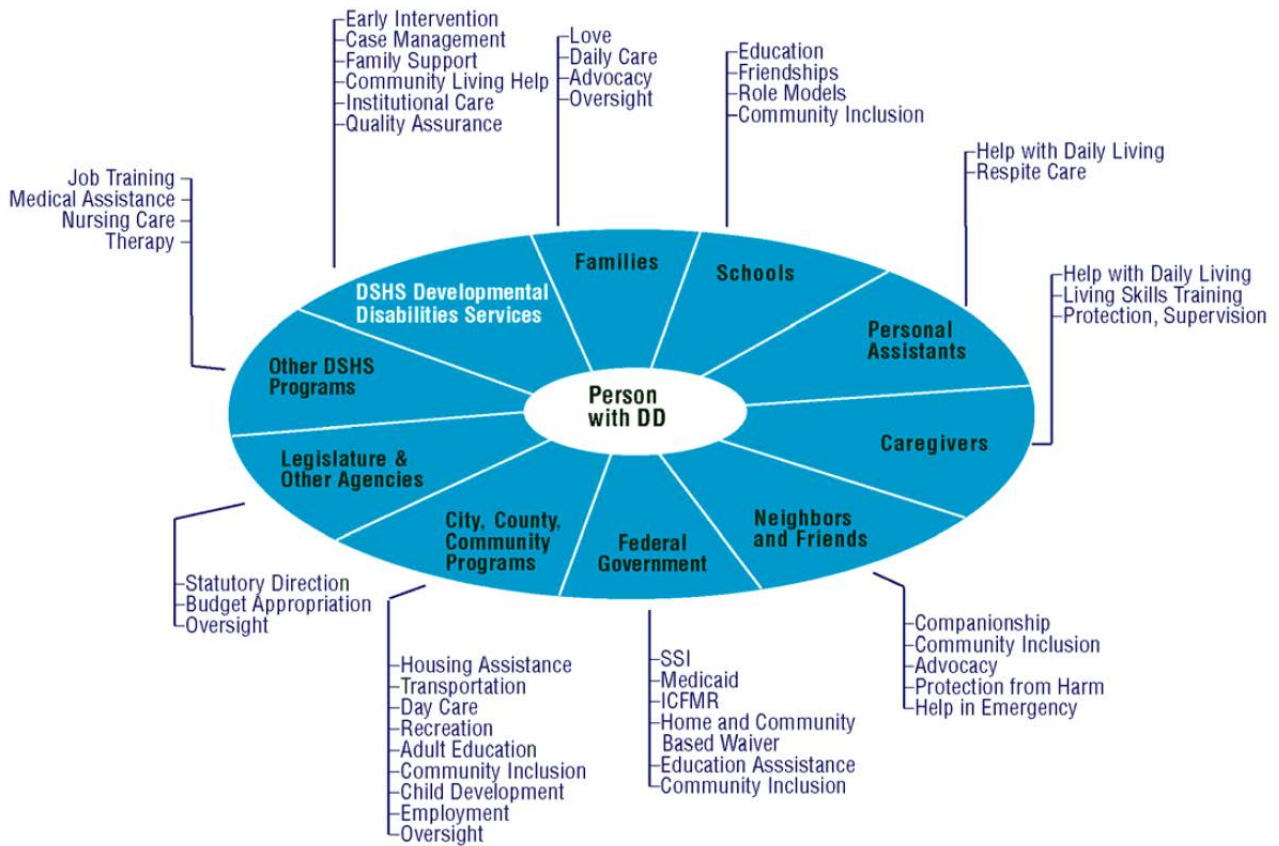 Early Intervention
Case Management
Family Support
Community Living Help
Institutional Care
Quality Assurance
Love
Daily Care
Advocacy
Oversight
Education
Friendships
Role Models
Community Inclusion
Help with Daily Living
Respite Care
Job Training
Medical Assistance
Nursing Care
Therapy
Help with Daily Living
Living Skills Training
Protection, Supervision
DSHS Developmental
Disabilities Services
Families
Schools
Personal
Assistants
Other DSHS
Programs
Person
with DD
Caregivers
Legislature &
Other Agencies
City, County,
Community
Programs
Federal
Government
Neighbors
and Friends
Statutory Direction
Budget Appropriation
Oversight
Housing Assistance
Transportation
Day Care
Recreation
Adult Education
Community Inclusion
Child Development
Employment
Oversight
SSI
Medicaid
ICFMR
Home and Community
Based Waiver
Education Asssistance
Community Inclusion
Companionship
Community Inclusion
Advocacy
Protection from Harm
Help in Emergency